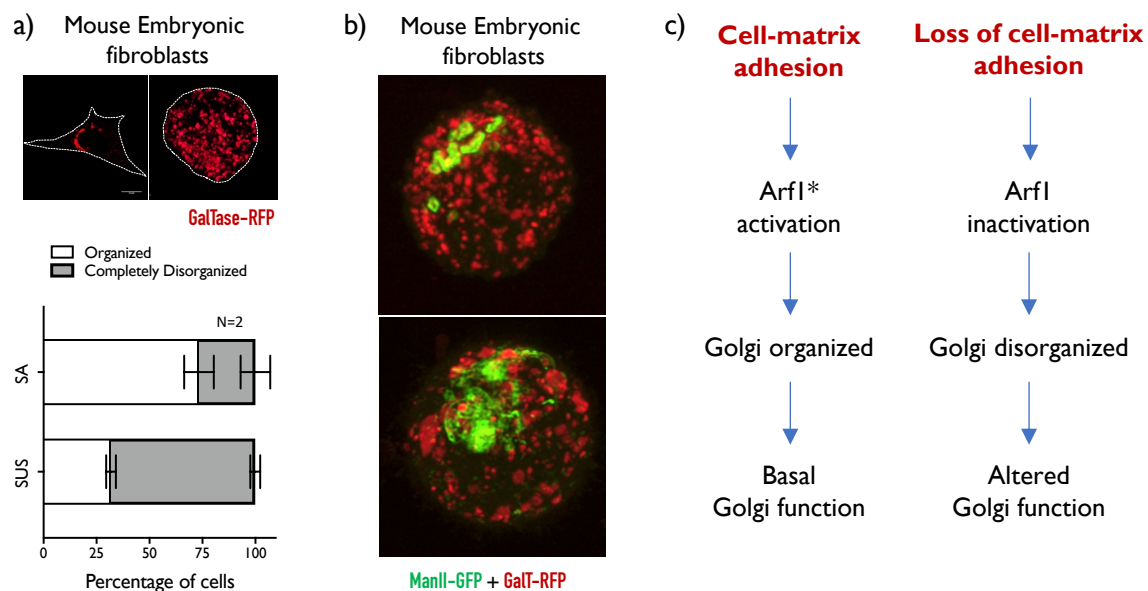 a)
Mouse Embryonic
fibroblasts
GalTase-RFP
Organized
Completely Disorganized
N=2
SA
SUS
0 25 50 75 100
Percentage of cells
b)
Mouse Embryonic
fibroblasts
ManII-GFP + GalT-RFP
c)
Cell-matrix
adhesion
Arf1*
activation
Golgi organized
Basal
Golgi function
Loss of cell-matrix
adhesion
Arf1
inactivation
Golgi disorganized
Altered
Golgi function